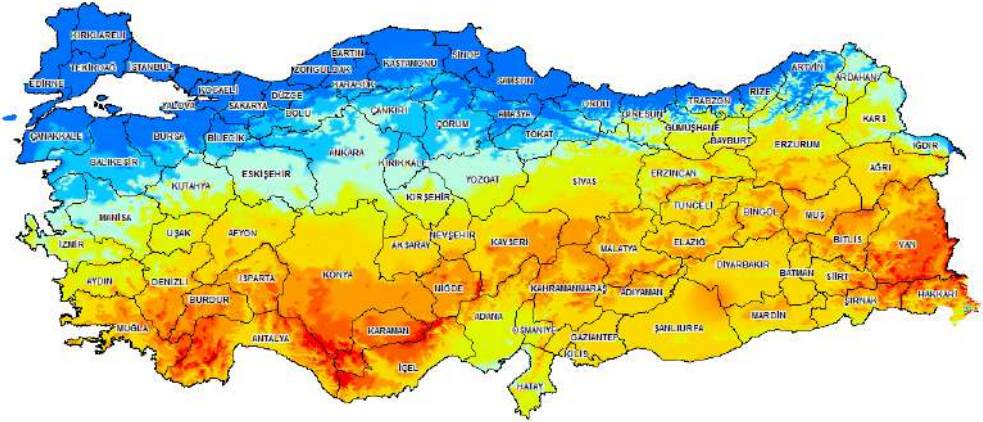 KIRKLARELİ
EDİRNE
TEKİRDAĞ
İSTANBUL
KOCAELİ
YALOVA
SAKARYA
DÜZCE
ZONGULDAK
BARTIN
KARABÜK
KASTAMONU
SİNOP
SAMSUN
ORDU
GİRESUN
TRABZON
RİZE
ARTVİN
ARDAHAN
KARS
IĞDIR
ÇANAKKALE
BALIKESİR
BURSA
BİLECİK
BOLU
ÇANKIRI
ÇORUM
AMASYA
TOKAT
GÜMÜŞHANE
BAYBURT
ERZURUM
AĞRI
KÜTAHYA
ESKİŞEHİR
ANKARA
KIRIKKALE
YOZGAT
SİVAS
ERZİNCAN
TUNCELİ
BİNGÖL
MUŞ
MANİSA
İZMİR
UŞAK
AFYON
KIRŞEHİR
NEVŞEHİR
AKSARAY
KAYSERİ
MALATYA
ELAZIĞ
BİTLİS
VAN
AYDIN
DENİZLİ
ISPARTA
BURDUR
KONYA
NİĞDE
KAHRAMANMARAŞ
ADIYAMAN
DİYARBAKIR
BATMAN
SİİRT
ŞIRNAK
HAKKARİ
MUĞLA
ANTALYA
KARAMAN
İÇEL
ADANA
OSMANİYE
GAZİANTEP
KİLİS
ŞANLIURFA
MARDİN
HATAY